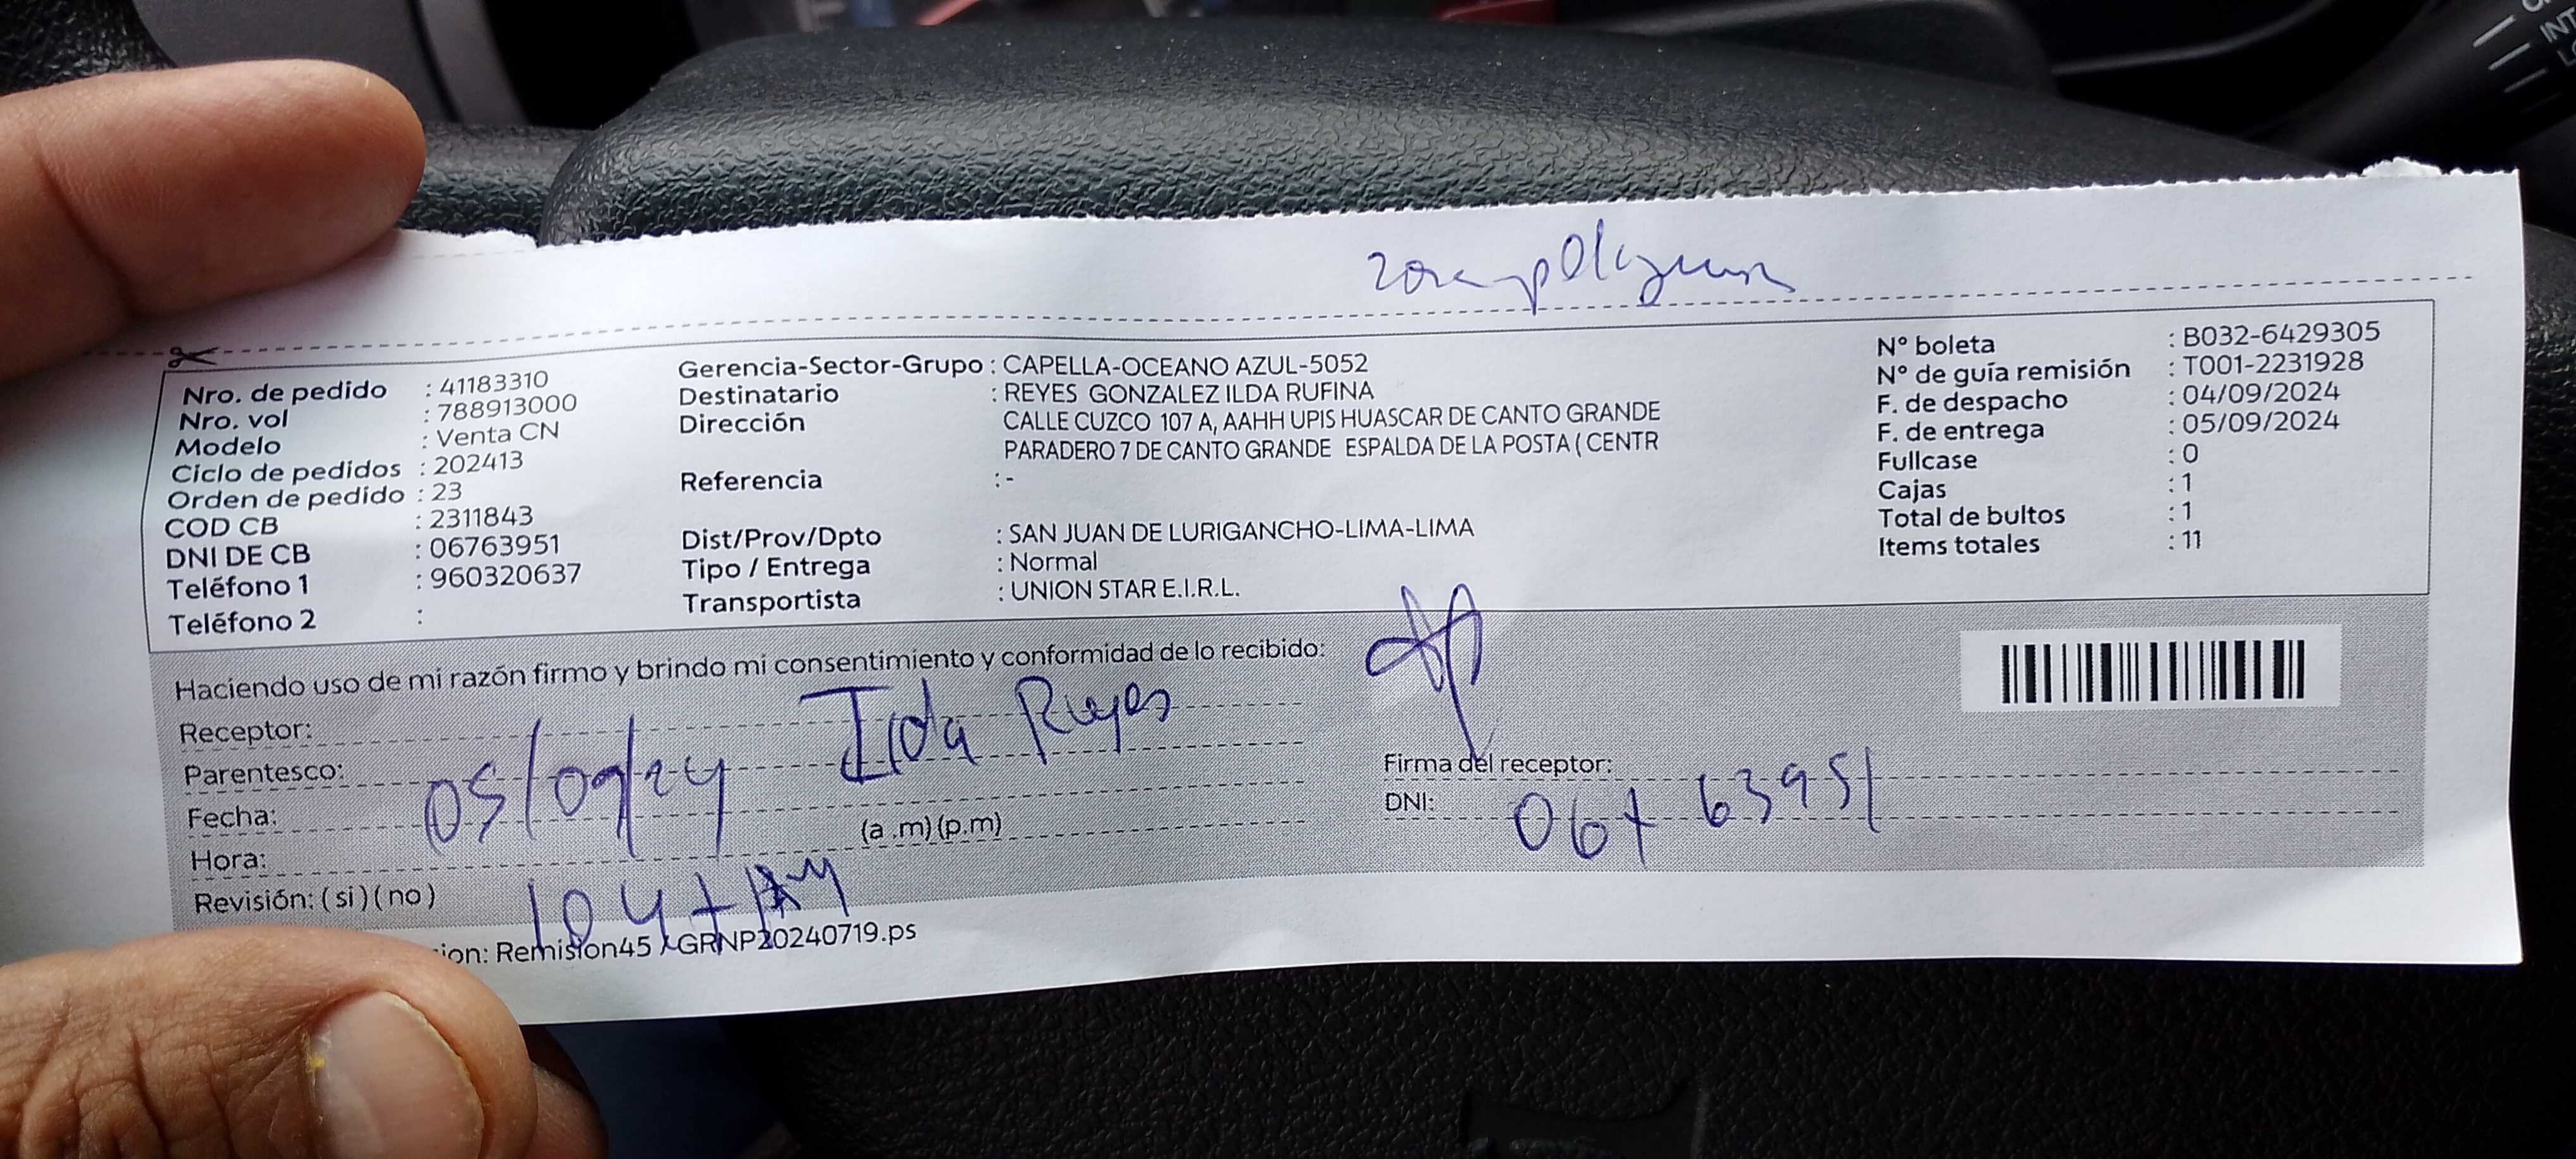 Nro. de pedido : 41183310
Nro. vol : 788913000
Modelo : Venta CN
Ciclo de pedidos : 202413
Orden de pedido : 23
COD CB : 2311843
DNI DE CB : 06763951
Teléfono 1 : 960320637
Teléfono 2 :
Gerencia-Sector-Grupo : CAPELLA-OCEANO AZUL-5052
Destinatario : REYES GONZALEZ ILDA RUFINA
Dirección : CALLE CUZCO 107 A, AAHH UPIS HUASCAR DE CANTO GRANDE
PARADERO 7 DE CANTO GRANDE ESPALDA DE LA POSTA ( CENTR
Referencia : -
Dist/Prov/Dpto : SAN JUAN DE LURIGANCHO-LIMA-LIMA
Tipo / Entrega : Normal
Transportista : UNION STAR E.I.R.L.
N° boleta : B032-6429305
N° de guía remisión : T001-2231928
F. de despacho : 04/09/2024
F. de entrega : 05/09/2024
Fullcase : 0
Cajas : 1
Total de bultos : 1
Items totales : 11
Haciendo uso de mi razón firmo y brindo mi consentimiento y conformidad de lo recibido:
Receptor: Ilda Reyes
Parentesco:
Fecha: 05/09/24
Hora: (a .m) (p.m)
Revisión: ( si ) ( no )
Firma del receptor:
DNI: 06763951
ion: Remision45 / GRNP20240719.ps
INT